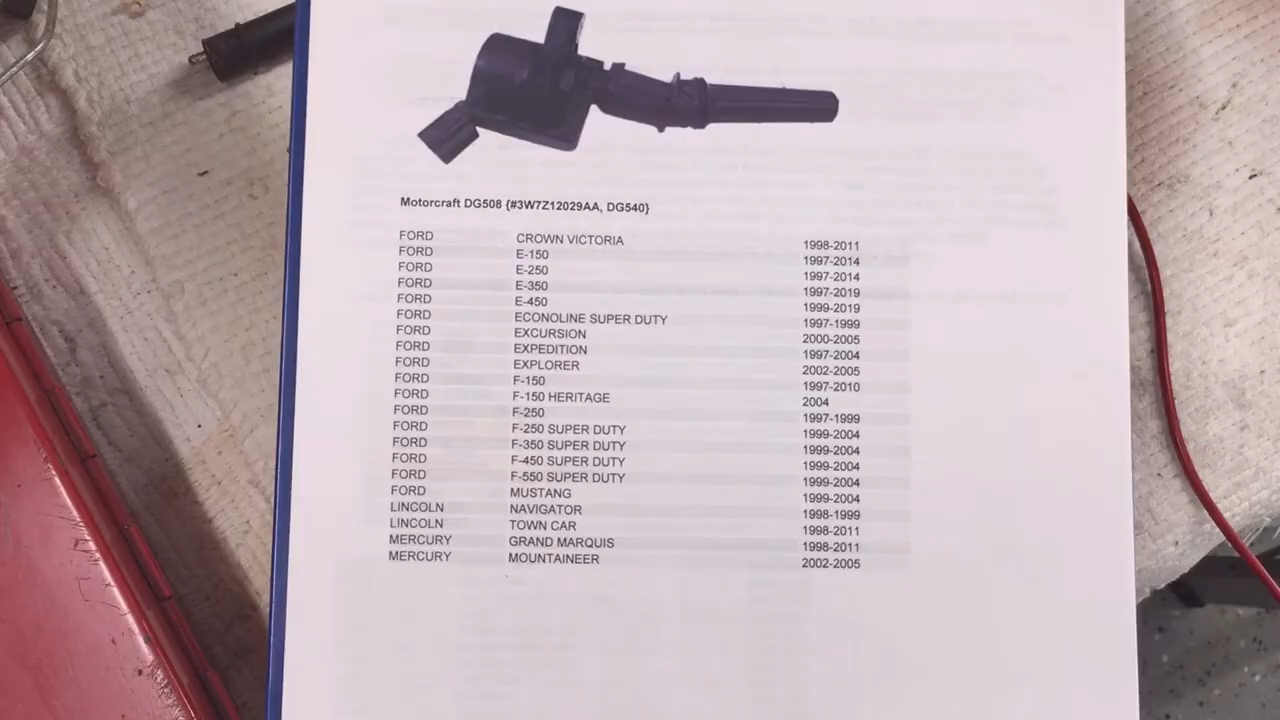 Motorcraft DG508 {#3W7Z12029AA, DG540}
FORD CROWN VICTORIA 1998-2011
FORD E-150 1997-2014
FORD E-250 1997-2014
FORD E-350 1997-2019
FORD E-450 1999-2019
FORD ECONOLINE SUPER DUTY 1997-1999
FORD EXCURSION 2000-2005
FORD EXPEDITION 1997-2004
FORD EXPLORER 2002-2005
FORD F-150 1997-2010
FORD F-150 HERITAGE 2004
FORD F-250 1997-1999
FORD F-250 SUPER DUTY 1999-2004
FORD F-350 SUPER DUTY 1999-2004
FORD F-450 SUPER DUTY 1999-2004
FORD F-550 SUPER DUTY 1999-2004
FORD MUSTANG 1999-2004
LINCOLN NAVIGATOR 1998-1999
LINCOLN TOWN CAR 1998-2011
MERCURY GRAND MARQUIS 1998-2011
MERCURY MOUNTAINEER 2002-2005